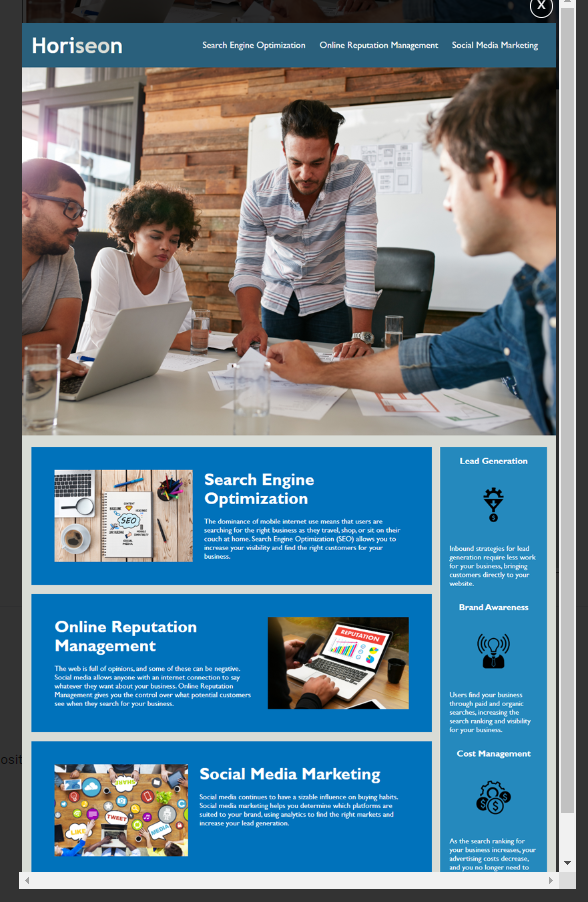 X
Horiseon
Search Engine Optimization Online Reputation Management Social Media Marketing
Search Engine
Optimization
The dominance of mobile internet use means that users are
searching for the right business as they travel, shop, or sit on their
couch at home. Search Engine Optimization (SEO) allows you to
increase your visibility and find the right customers for your
business.
SEO
Online Reputation
Management
The web is full of opinions, and some of these can be negative.
Social media allows anyone with an internet connection to say
whatever they want about your business. Online Reputation
Management gives you the control over what potential customers
see when they search for your business.
REPUTATION
Social Media Marketing
Social media continues to have a sizable influence on buying habits.
Social media marketing helps you determine which platforms are
suited to your brand, using analytics to find the right markets and
increase your lead generation.
TWEET
LIKE
MEDIA
Lead Generation
Inbound strategies for lead
generation require less work
for your business, bringing
customers directly to your
website.
Brand Awareness
Users find your business
through paid and organic
searches, increasing the
search ranking and visibility
for your business.
Cost Management
As the search ranking for
your business increases, your
advertising costs decrease,
and you no longer need to
osit